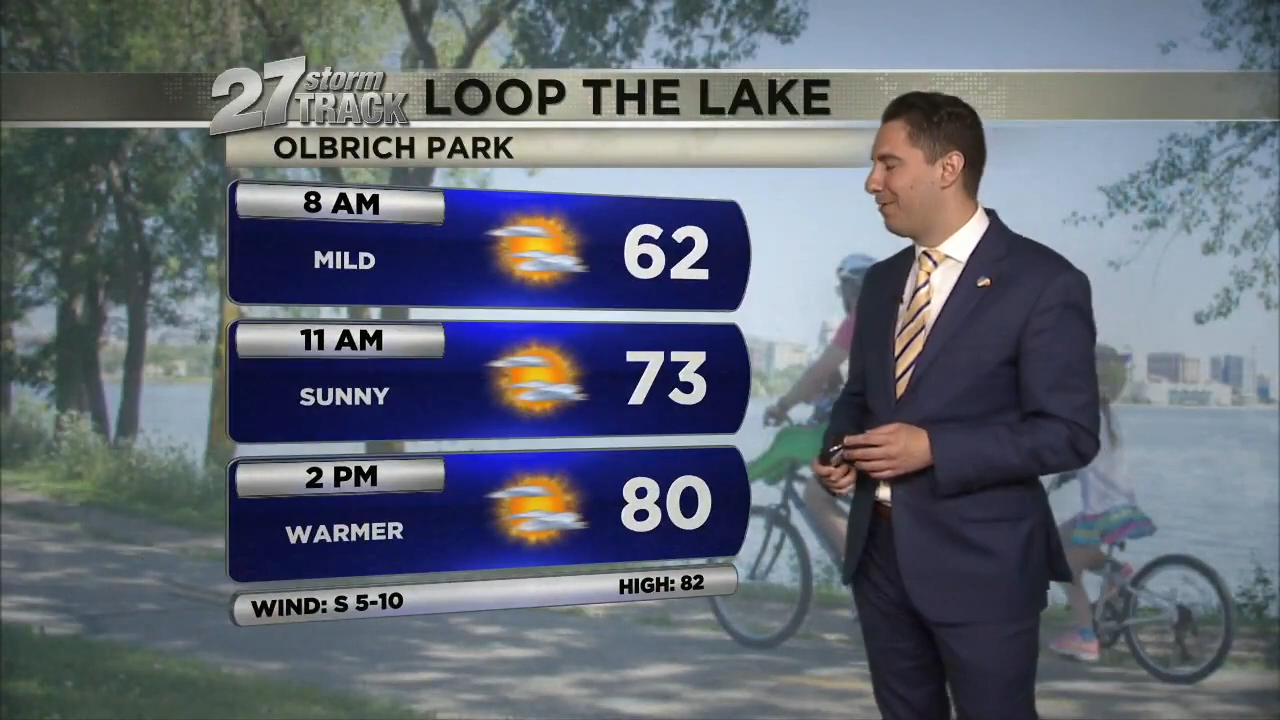 27 storm TRACK LOOP THE LAKE
OLBRICH PARK
8 AM
MILD
62
11 AM
SUNNY
73
2 PM
WARMER
80
WIND: S 5-10
HIGH: 82